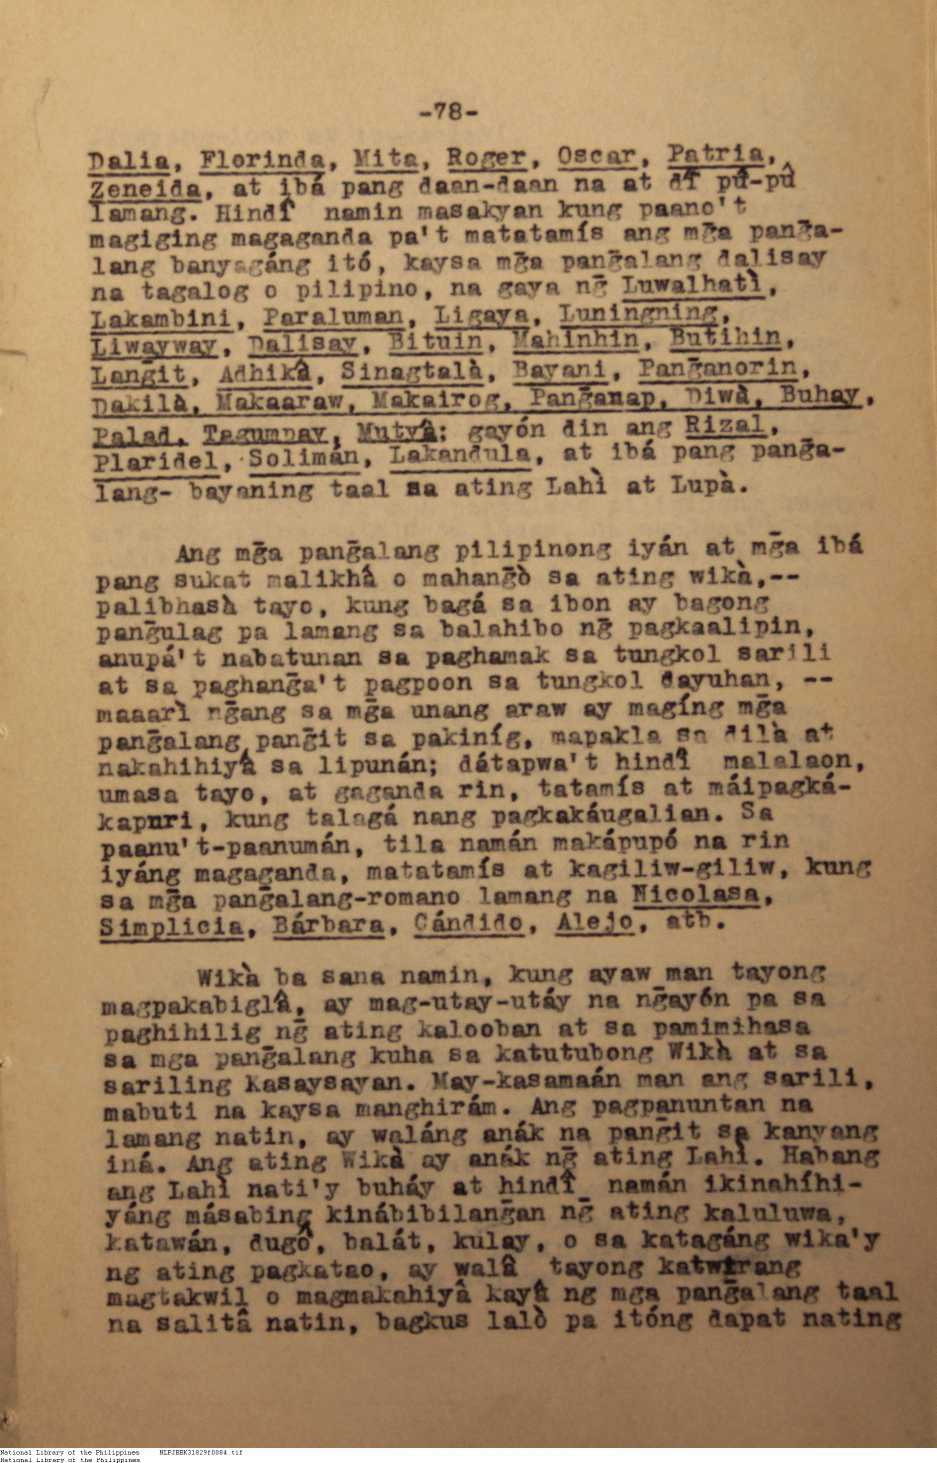 -78-
Dalia, Florinda, Mita, Roger, Oscar, Patria,
Zeneida, at ibá pang daan-daan na at dî pû-pû
lamang. Hindî namin masakyan kung paano't
magiging magaganda pa't matatamís ang mg̃a pang̃a-
lang banyagáng itó, kaysa mg̃a pang̃alang dalisay
na tagalog o pilipino, na gaya ng̃ Luwalhatì,
Lakambini, Paraluman, Ligaya, Luningning,
Liwayway, Dalisay, Bituin, Mahinhin, Butihin,
Lang̃it, Adhikâ, Sinagtalà, Bayani, Pang̃anorin,
Dakilà, Makaaraw, Makairog, Pang̃anap, Diwà, Buhay,
Palad, Tagumpay, Mutyâ; gayón din ang Rizal,
Plaridel, Soliman, Lakandula, at ibá pang pang̃a-
lang- bayaning taal sa ating Lahì at Lupà.

Ang mg̃a pang̃alang pilipinong iyán at mg̃a ibá
pang sukat malikhâ o mahang̃ò sa ating wikà,--
palibhasà tayo, kung bagá sa ibon ay bagong
pang̃ulag pa lamang sa balahibo ng̃ pagkaalipin,
anupá't nabatunan sa paghamak sa tungkol sarili
at sa paghang̃a't pagpoon sa tungkol dayuhan, --
maaarì ng̃ang sa mg̃a unang araw ay magíng mg̃a
pang̃alang pang̃it sa pakiníg, mapakla sa dilà at
nakahihiyâ sa lipunán; dátapwa't hindî malalaon,
umasa tayo, at gaganda rin, tatamís at máipagká-
kapuri, kung talagá nang pagkakáugalian. Sa
paanu't-paanumán, tila namán makápupó na rin
iyáng magaganda, matatamís at kagiliw-giliw, kung
sa mg̃a pang̃alang-romano lamang na Nicolasa,
Simplicia, Bárbara, Cándido, Alejo, atb.

Wikà ba sana namin, kung ayaw man tayong
magpakabiglâ, ay mag-utay-utáy na ng̃ayón pa sa
paghihilig ng̃ ating kalooban at sa pamimihasa
sa mga pang̃alang kuha sa katutubong Wikà at sa
sariling Kasaysayan. May-kasamaán man ang sarili,
mabuti na kaysa manghirám. Ang pagpanuntan na
lamang natin, ay waláng anák na pang̃it sa kanyang
iná. Ang ating Wikà ay anák ng̃ ating Lahì. Habang
ang Lahì nati'y buháy at hindî namán ikinahíhi-
yáng másabing kinábibilang̃an ng̃ ating kaluluwa,
katawán, dugô, balát, kulay, o sa katagáng wika'y
ng ating pagkatao, ay walâ tayong katwirang
magtakwil o magmakahiyà kayâ ng mga pang̃alang taal
na salitâ natin, bagkus lalò pa itóng dapat nating
National Library of the Philippines NLPJBBK31829f0084.tif
National Library of the Philippines